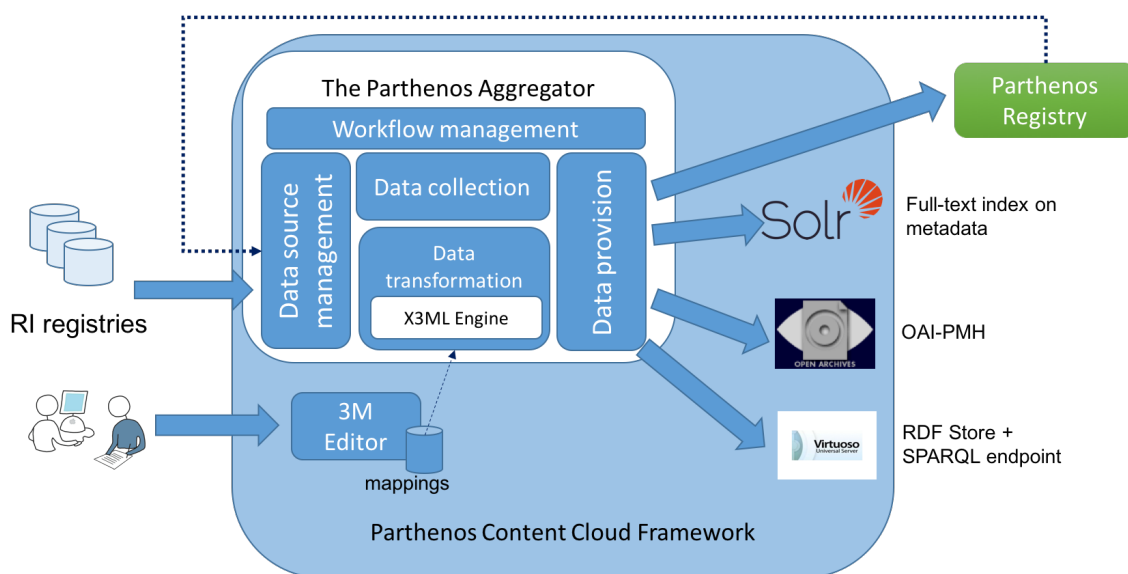 The Parthenos Aggregator
Workflow management
Data source
management
Data collection
Data
transformation
X3ML Engine
Data provision
Parthenos
Registry
Solr
Full-text index on
metadata
RI registries
OPEN ARCHIVES
OAI-PMH
3M
Editor
mappings
Virtuoso
Universal Server
RDF Store +
SPARQL endpoint
Parthenos Content Cloud Framework